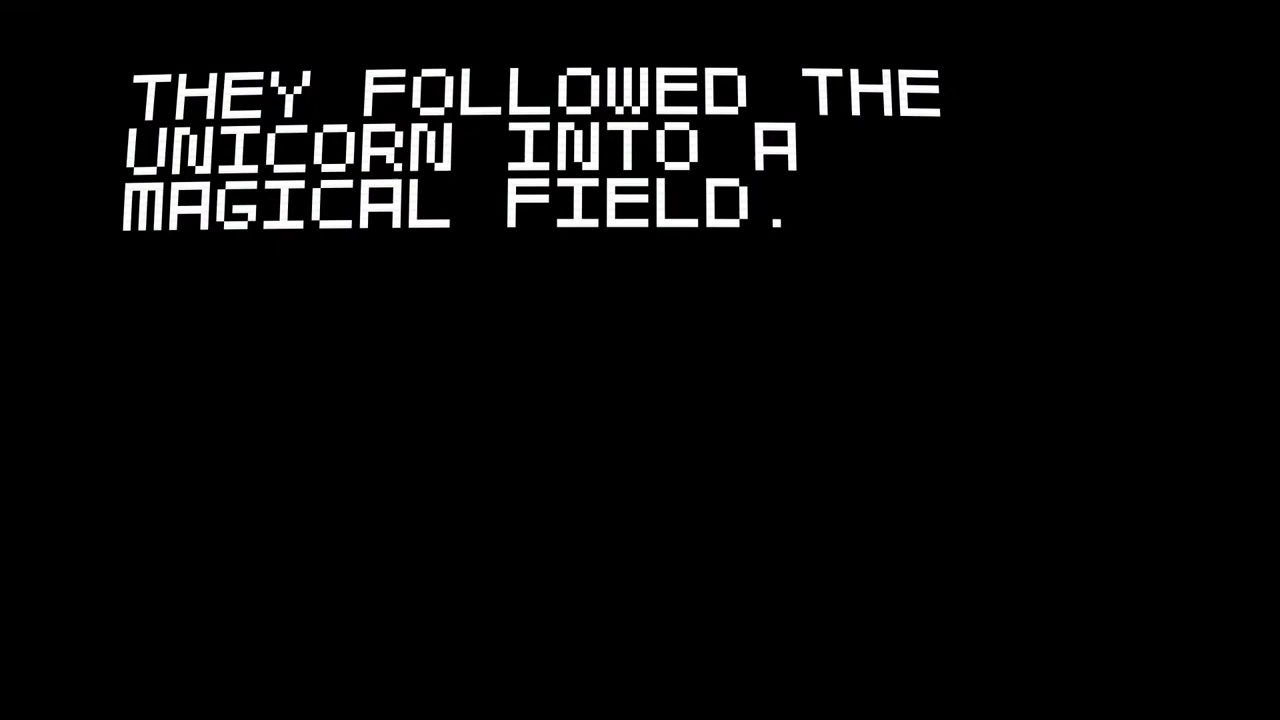 THEY FOLLOWED THE
UNICORN INTO A
MAGICAL FIELD.